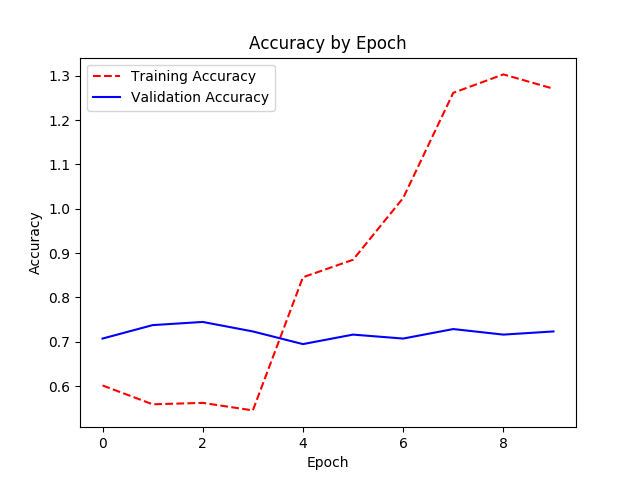 Accuracy by Epoch
Training Accuracy
Validation Accuracy
1.3
1.2
1.1
1.0
0.9
0.8
0.7
0.6
Accuracy
0 2 4 6 8
Epoch